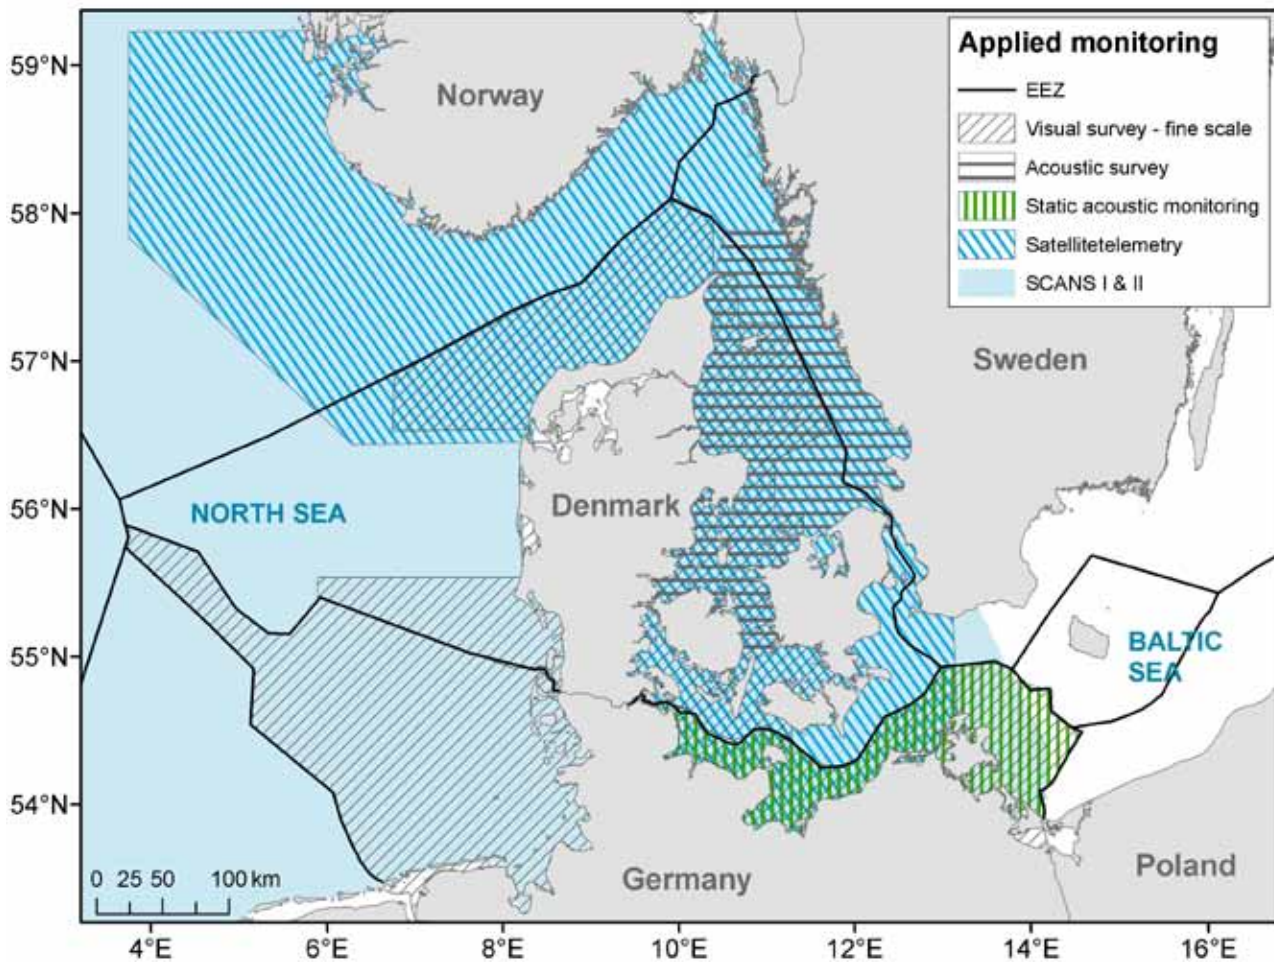 Applied monitoring
EEZ
Visual survey - fine scale
Acoustic survey
Static acoustic monitoring
Satellitetelemetry
SCANS I & II
59°N
58°N
57°N
56°N
55°N
54°N
Norway
Sweden
NORTH SEA
Denmark
BALTIC
SEA
Germany
Poland
0 25 50 100 km
4°E 6°E 8°E 10°E 12°E 14°E 16°E